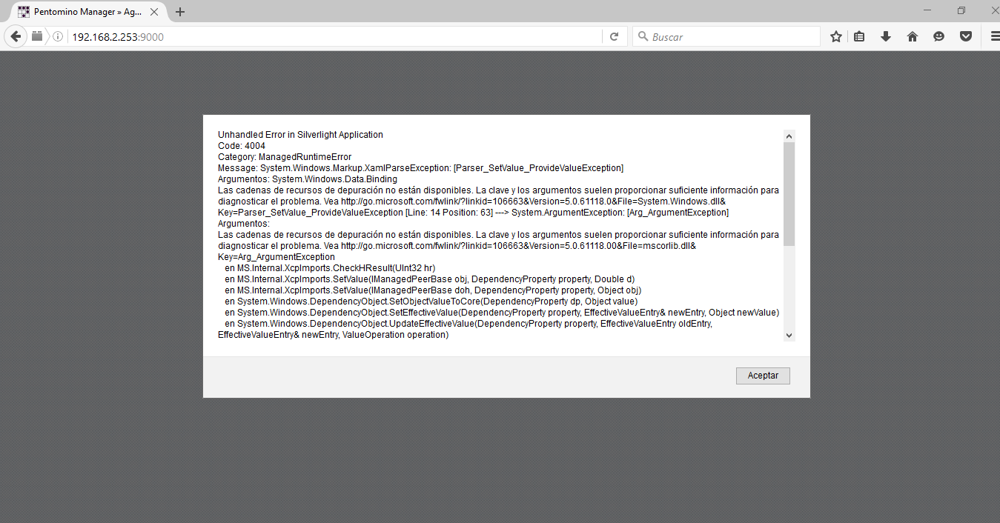 Pentomino Manager » Ag...
192.168.2.253:9000
Buscar
Unhandled Error in Silverlight Application
Code: 4004
Category: ManagedRuntimeError
Message: System.Windows.Markup.XamlParseException: [Parser_SetValue_ProvideValueException]
Argumentos: System.Windows.Data.Binding
Las cadenas de recursos de depuración no están disponibles. La clave y los argumentos suelen proporcionar suficiente información para
diagnosticar el problema. Vea http://go.microsoft.com/fwlink/?linkid=106663&Version=5.0.61118.0&File=System.Windows.dll&
Key=Parser_SetValue_ProvideValueException [Line: 14 Position: 63] ---> System.ArgumentException: [Arg_ArgumentException]
Argumentos:
Las cadenas de recursos de depuración no están disponibles. La clave y los argumentos suelen proporcionar suficiente información para
diagnosticar el problema. Vea http://go.microsoft.com/fwlink/?linkid=106663&Version=5.0.61118.00&File=mscorlib.dll&
Key=Arg_ArgumentException
en MS.Internal.XcpImports.CheckHResult(UInt32 hr)
en MS.Internal.XcpImports.SetValue(IManagedPeerBase obj, DependencyProperty property, Double d)
en MS.Internal.XcpImports.SetValue(IManagedPeerBase doh, DependencyProperty property, Object obj)
en System.Windows.DependencyObject.SetObjectValueToCore(DependencyProperty dp, Object value)
en System.Windows.DependencyObject.SetEffectiveValue(DependencyProperty property, EffectiveValueEntry& newEntry, Object newValue)
en System.Windows.DependencyObject.UpdateEffectiveValue(DependencyProperty property, EffectiveValueEntry oldEntry,
EffectiveValueEntry& newEntry, ValueOperation operation)
Aceptar